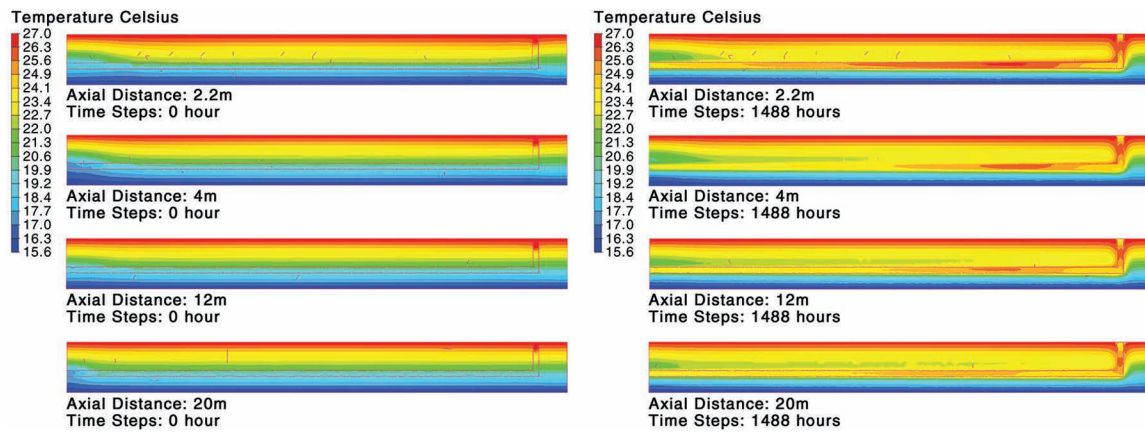 Temperature Celsius
27.0
26.3
25.6
24.9
24.1
23.4
22.7
22.0
21.3
20.6
19.9
19.2
18.4
17.7
17.0
16.3
15.6
Axial Distance: 2.2m
Time Steps: 0 hour
Axial Distance: 4m
Time Steps: 0 hour
Axial Distance: 12m
Time Steps: 0 hour
Axial Distance: 20m
Time Steps: 0 hour
Temperature Celsius
27.0
26.3
25.6
24.9
24.1
23.4
22.7
22.0
21.3
20.6
19.9
19.2
18.4
17.7
17.0
16.3
15.6
Axial Distance: 2.2m
Time Steps: 1488 hours
Axial Distance: 4m
Time Steps: 1488 hours
Axial Distance: 12m
Time Steps: 1488 hours
Axial Distance: 20m
Time Steps: 1488 hours